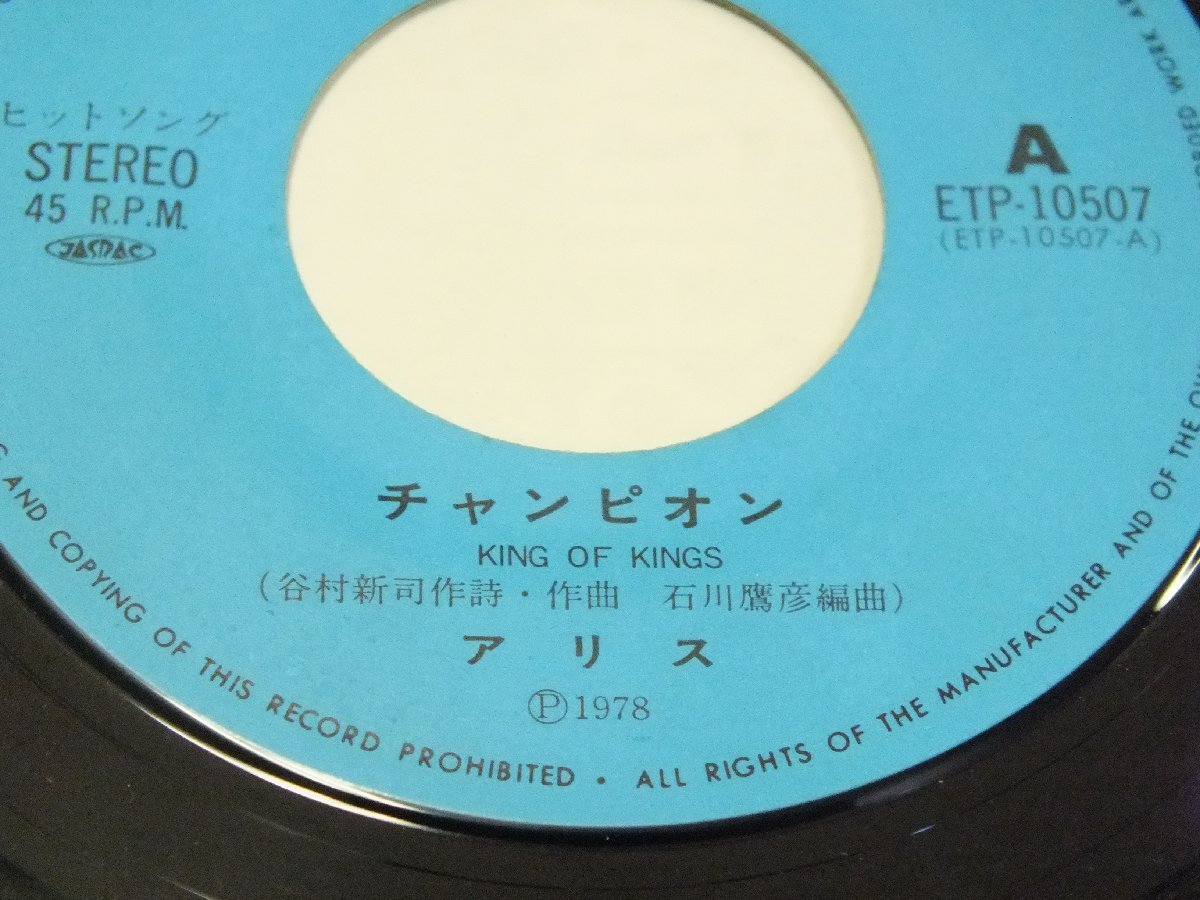 ヒットソング
STEREO
45 R.P.M.
JASRAC
A
ETP-10507
(ETP-10507-A)
チャンピオン
KING OF KINGS
(谷村新司作詩・作曲 石川鷹彦編曲)
アリス
Ⓟ1978
AND COPYING OF THIS RECORD PROHIBITED • ALL RIGHTS OF THE MANUFACTURER AND OF THE
WORK